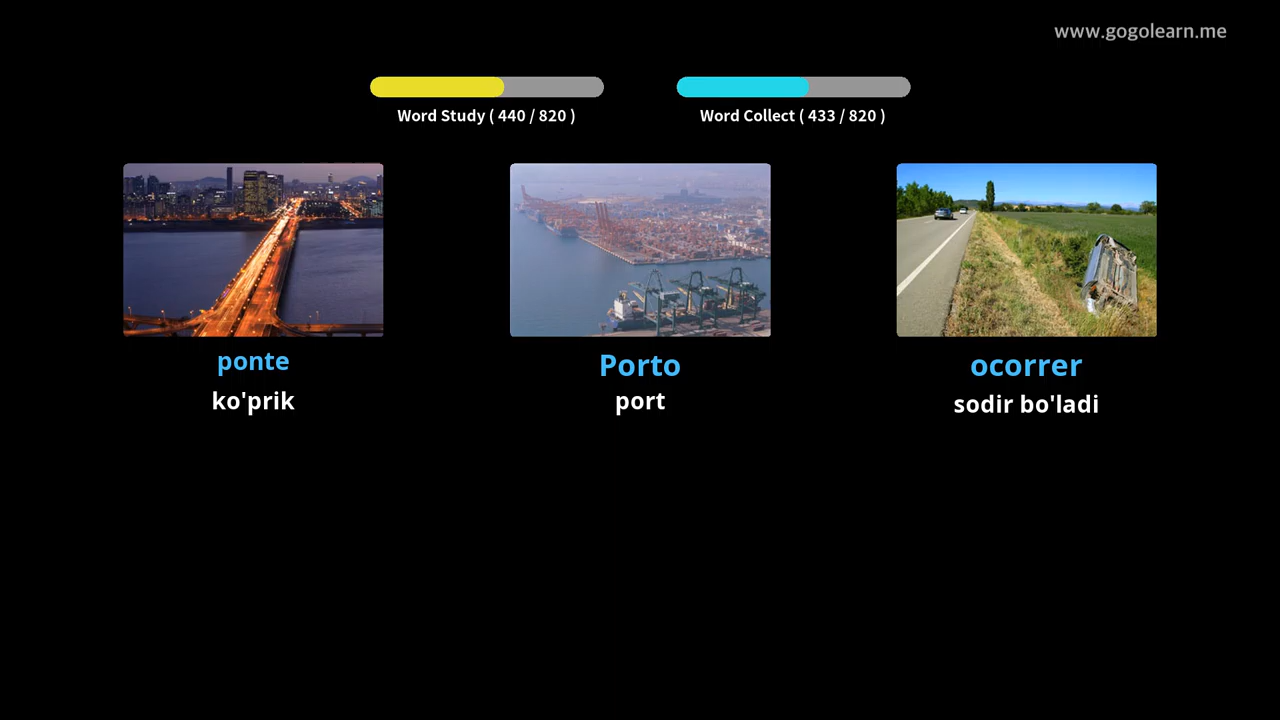 www.gogolearn.me
Word Study ( 440 / 820 )
Word Collect ( 433 / 820 )
ponte
ko'prik
Porto
port
ocorrer
sodir bo'ladi